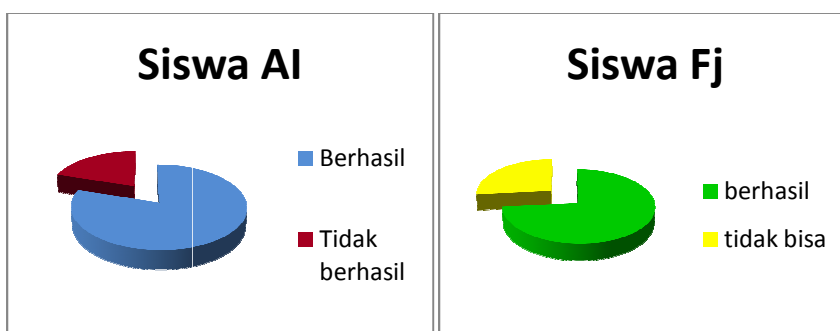 Siswa Al
Berhasil
Tidak
berhasil
Siswa Fj
berhasil
tidak bisa